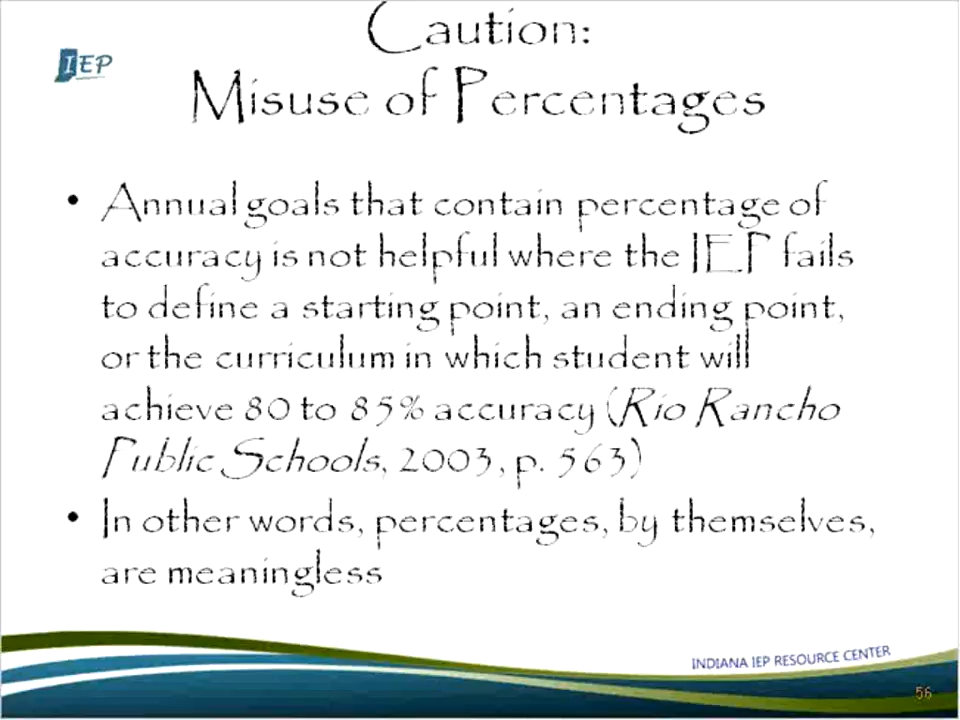 Caution:
IEP
Misuse of Percentages
• Annual goals that contain percentage of
accuracy is not helpful where the IEP fails
to define a starting point, an ending point,
or the curriculum in which student will
achieve 80 to 85% accuracy (Rio Rancho
Public Schools, 2003, p. 563)
• In other words, percentages, by themselves,
are meaningless
INDIANA IEP RESOURCE CENTER
56